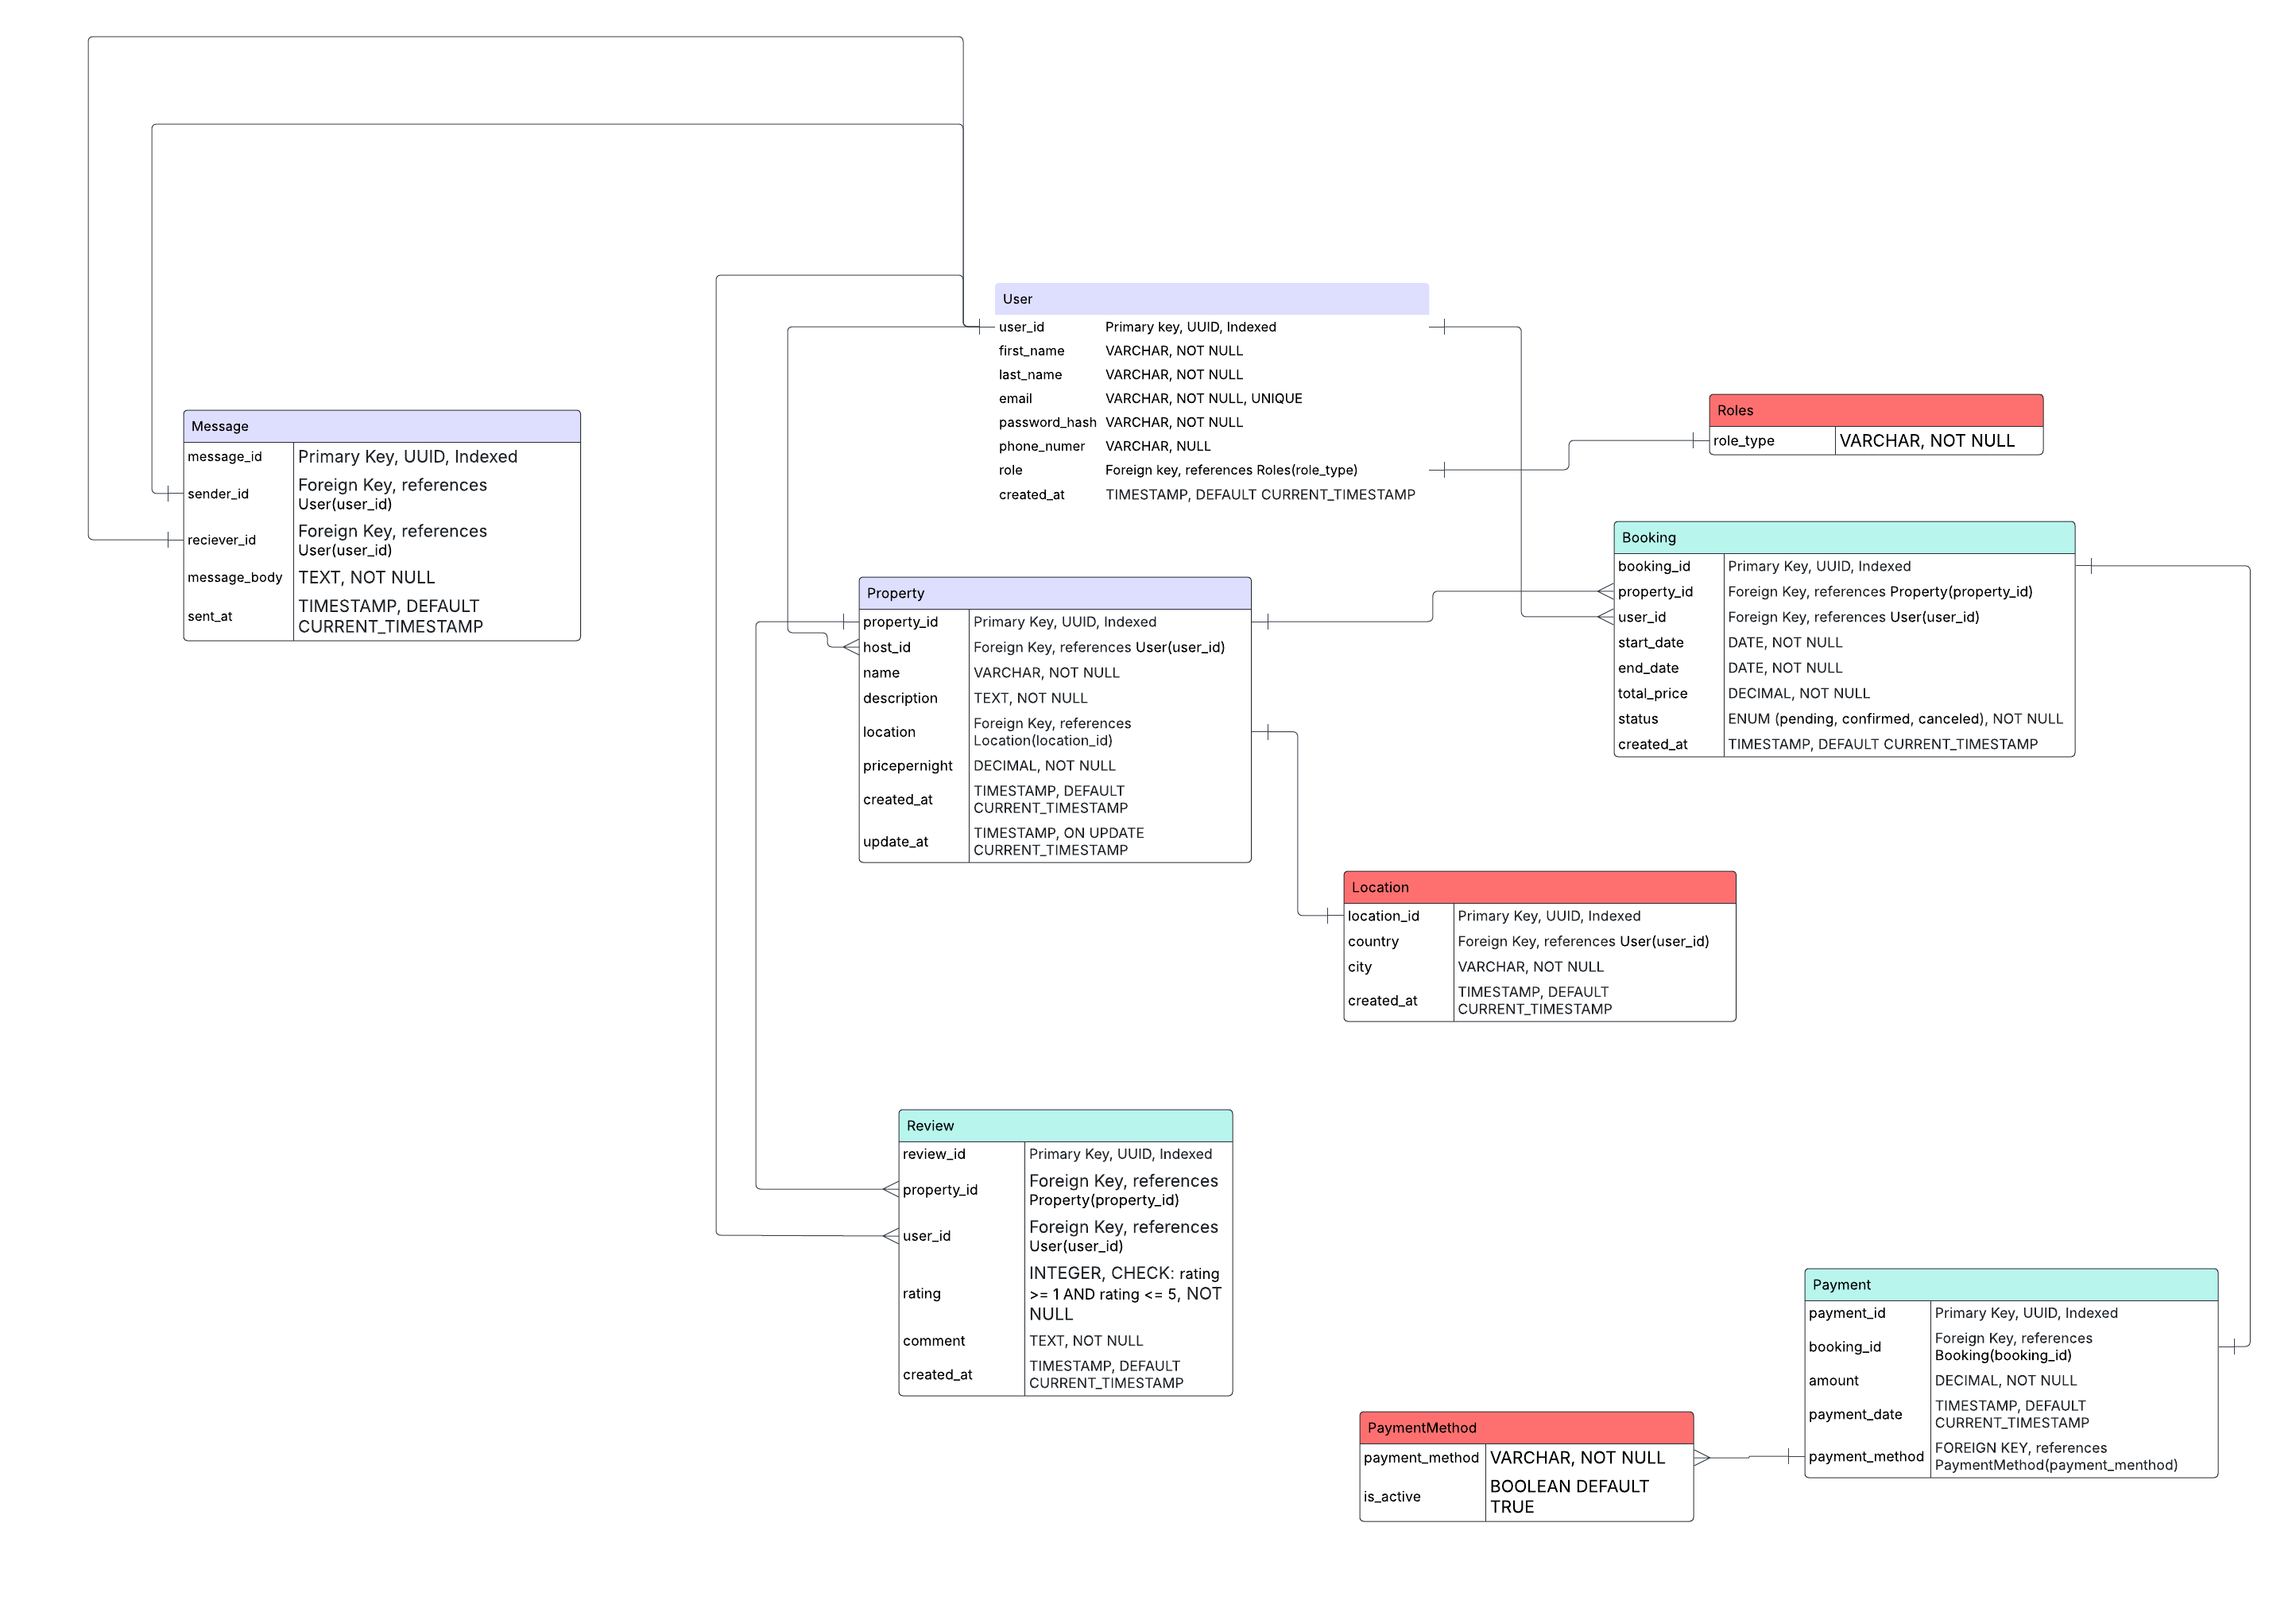 User
user_id Primary key, UUID, Indexed
first_name VARCHAR, NOT NULL
last_name VARCHAR, NOT NULL
email VARCHAR, NOT NULL, UNIQUE
password_hash VARCHAR, NOT NULL
phone_numer VARCHAR, NULL
role Foreign key, references Roles(role_type)
created_at TIMESTAMP, DEFAULT CURRENT_TIMESTAMP
Roles
role_type VARCHAR, NOT NULL
Message
message_id Primary Key, UUID, Indexed
sender_id Foreign Key, references
User(user_id)
reciever_id Foreign Key, references
User(user_id)
message_body TEXT, NOT NULL
sent_at TIMESTAMP, DEFAULT
CURRENT_TIMESTAMP
Booking
booking_id Primary Key, UUID, Indexed
property_id Foreign Key, references Property(property_id)
user_id Foreign Key, references User(user_id)
start_date DATE, NOT NULL
end_date DATE, NOT NULL
total_price DECIMAL, NOT NULL
status ENUM (pending, confirmed, canceled), NOT NULL
created_at TIMESTAMP, DEFAULT CURRENT_TIMESTAMP
Property
property_id Primary Key, UUID, Indexed
host_id Foreign Key, references User(user_id)
name VARCHAR, NOT NULL
description TEXT, NOT NULL
location Foreign Key, references
Location(location_id)
pricepernight DECIMAL, NOT NULL
created_at TIMESTAMP, DEFAULT
CURRENT_TIMESTAMP
update_at TIMESTAMP, ON UPDATE
CURRENT_TIMESTAMP
Location
location_id Primary Key, UUID, Indexed
country Foreign Key, references User(user_id)
city VARCHAR, NOT NULL
created_at TIMESTAMP, DEFAULT
CURRENT_TIMESTAMP
Review
review_id Primary Key, UUID, Indexed
property_id Foreign Key, references
Property(property_id)
user_id Foreign Key, references
User(user_id)
rating INTEGER, CHECK: rating
>= 1 AND rating <= 5, NOT
NULL
comment TEXT, NOT NULL
created_at TIMESTAMP, DEFAULT
CURRENT_TIMESTAMP
Payment
payment_id Primary Key, UUID, Indexed
booking_id Foreign Key, references
Booking(booking_id)
amount DECIMAL, NOT NULL
payment_date TIMESTAMP, DEFAULT
CURRENT_TIMESTAMP
payment_method FOREIGN KEY, references
PaymentMethod(payment_menthod)
PaymentMethod
payment_method VARCHAR, NOT NULL
is_active BOOLEAN DEFAULT
TRUE